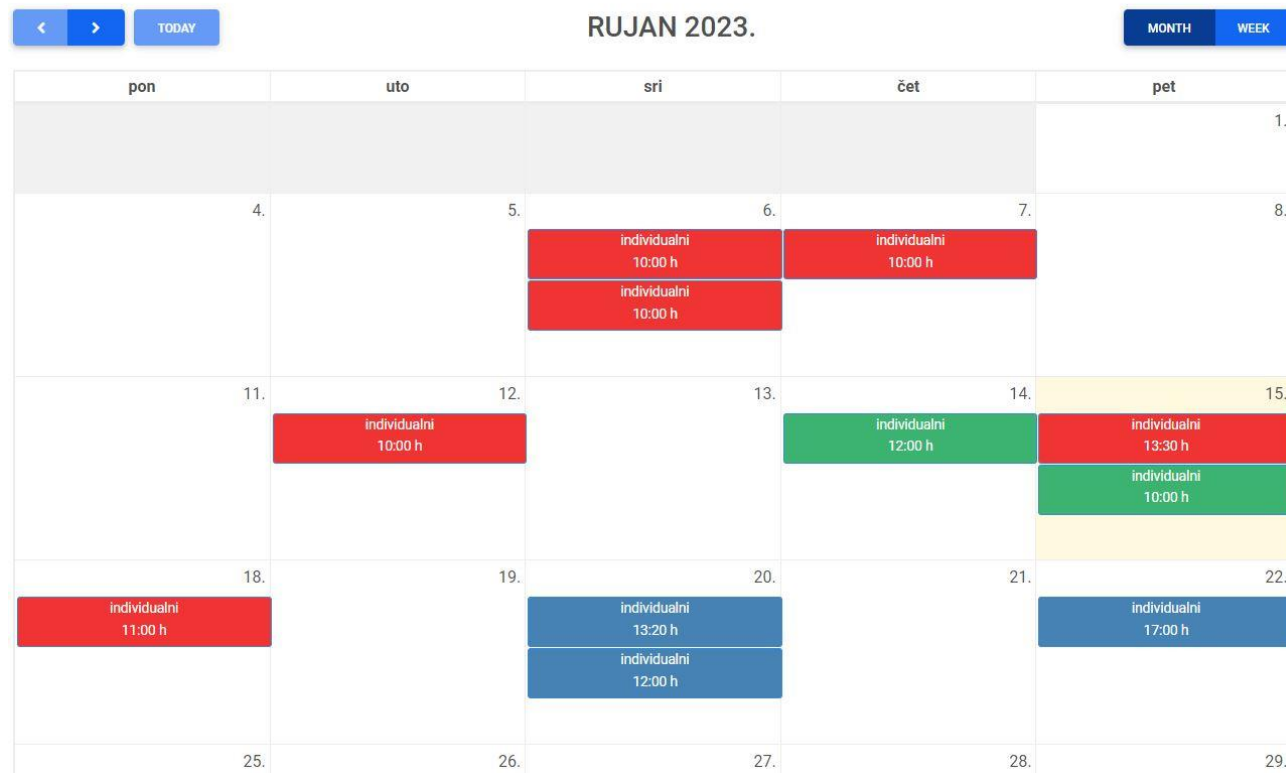 TODAY
RUJAN 2023.
MONTH WEEK
pon uto sri čet pet
1.
4. 5. 6. 7. 8.
individualni individualni
10:00 h 10:00 h
individualni
10:00 h
11. 12. 13. 14. 15.
individualni individualni individualni
10:00 h 12:00 h 13:30 h
individualni
10:00 h
18. 19. 20. 21. 22.
individualni individualni individualni
11:00 h 13:20 h 17:00 h
individualni
12:00 h
25. 26. 27. 28. 29.